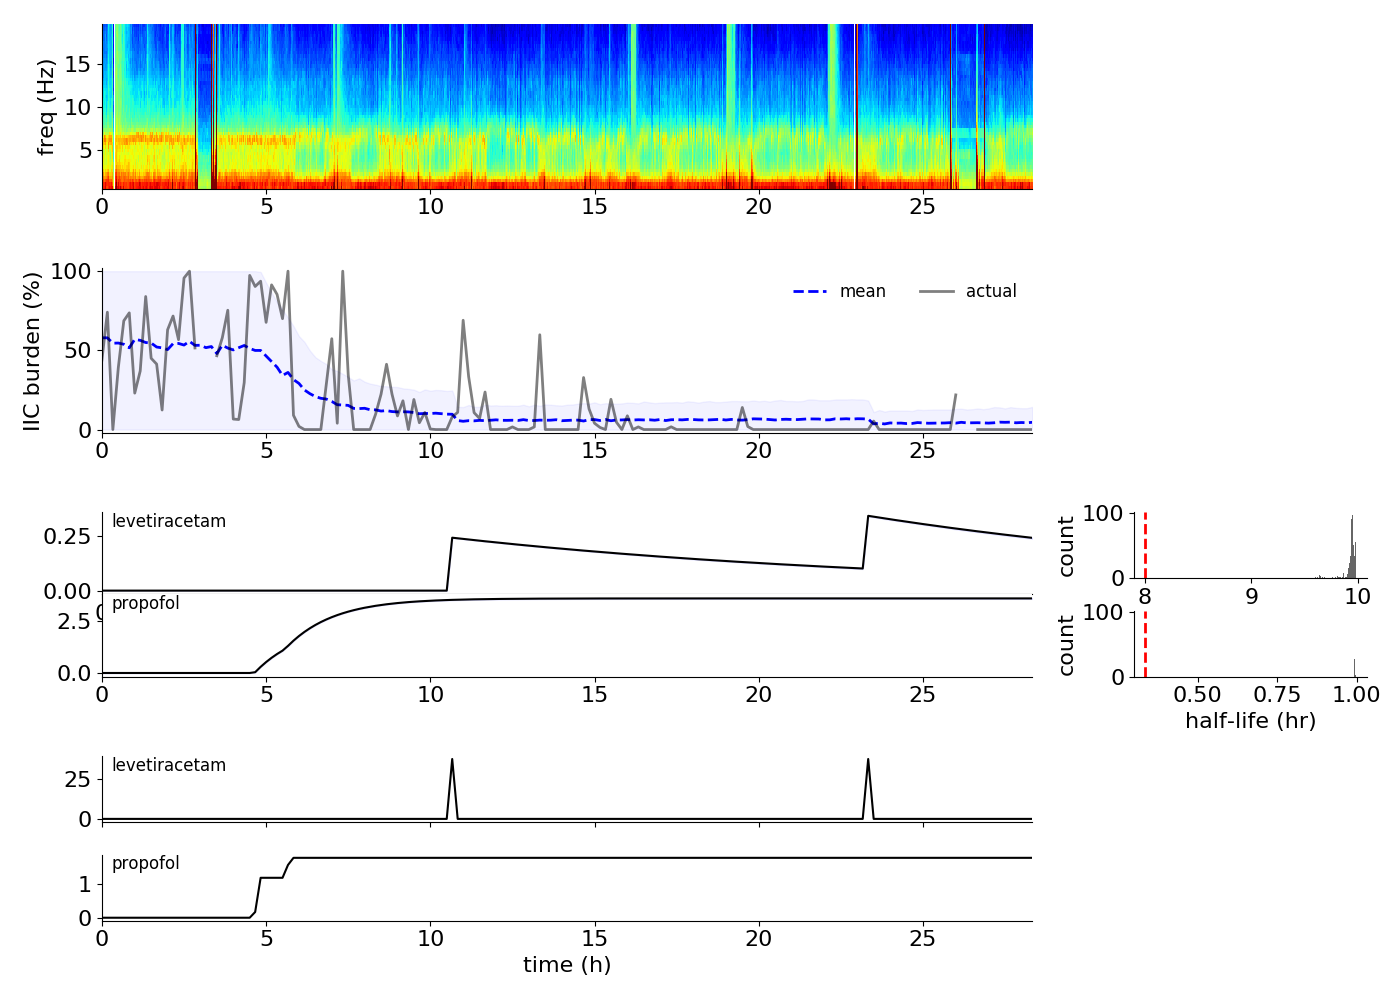 freq (Hz)
15
10
5
0 5 10 15 20 25
IIC burden (%)
100
50
0
mean
actual
0 5 10 15 20 25
levetiracetam
0.25
0.00
0
propofol
2.5
0.0
0 5 10 15 20 25
count
100
0
8 9 10
count
100
0
0.50 0.75 1.00
half-life (hr)
levetiracetam
25
0
propofol
1
0
0 5 10 15 20 25
time (h)